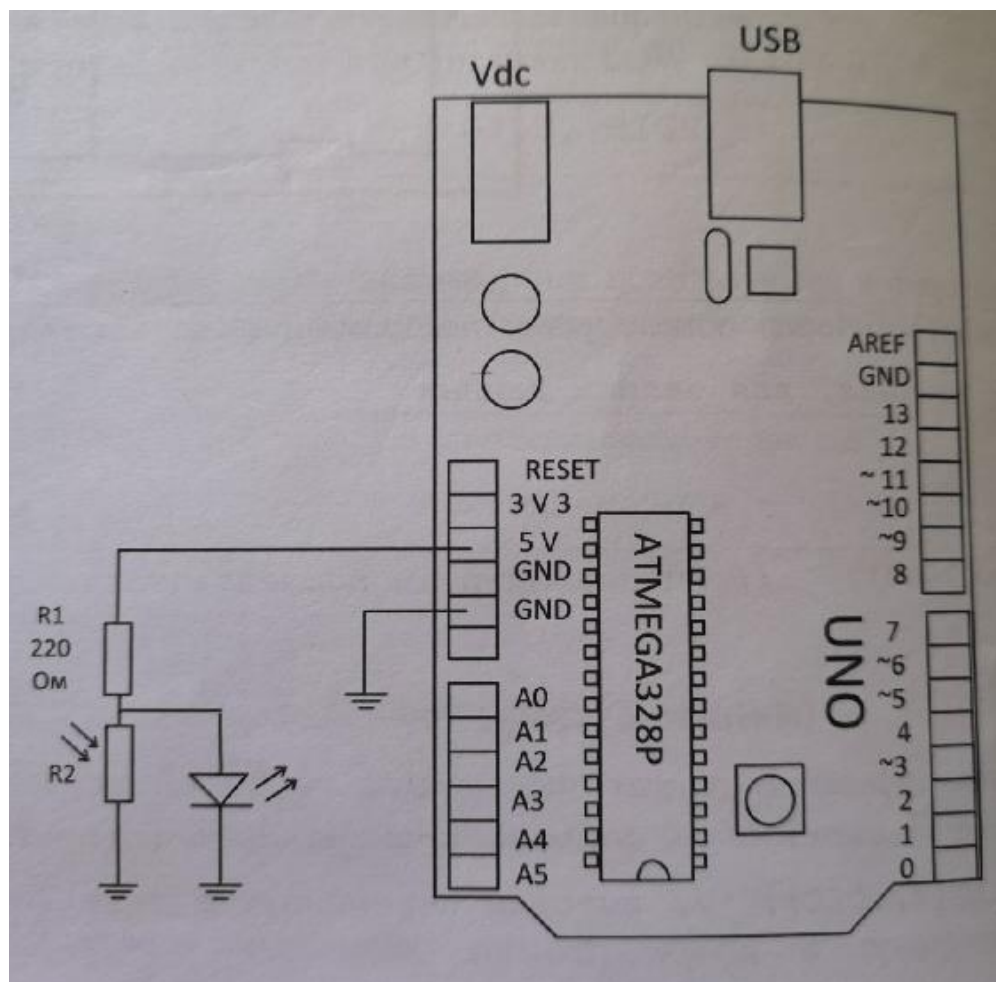 USB
Vdc
AREF
GND
13
12
~11
~10
~9
8
RESET
3 V 3
5 V
GND
GND
R1
220
Ом
R2
A0
A1
A2
A3
A4
A5
ATMEGA328P
UNO
7
~6
~5
4
~3
2
1
0